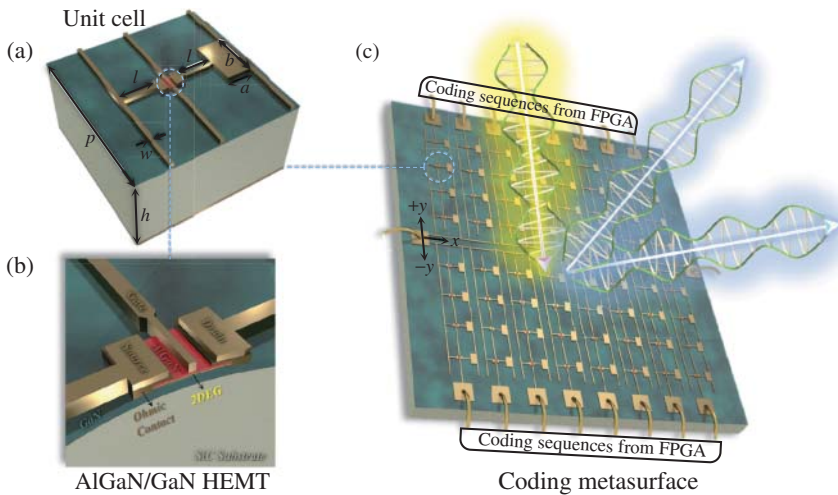 Unit cell
(a)
l
l
b
a
p
w
h
(b)
Gate
Drain
Source
AlGaN
2DEG
GaN
Ohmic
Contact
SiC Substrate
AlGaN/GaN HEMT
(c)
Coding sequences from FPGA
+y
x
−y
Coding sequences from FPGA
Coding metasurface